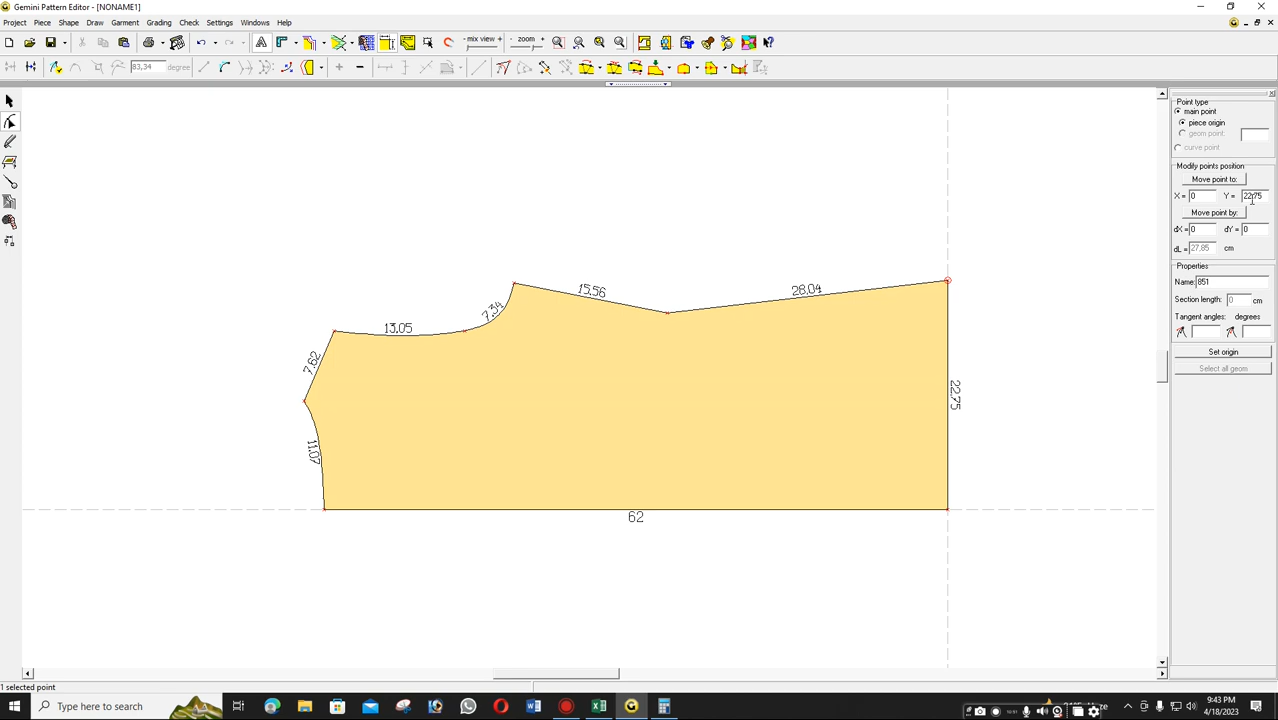 Gemini Pattern Editor - [NONAME1]
Project Piece Shape Draw Garment Grading Check Settings Windows Help
mix view + - zoom +
83,34 degree
Point type
main point
piece origin
geom point:
curve point
Modify points position
Move point to:
X = 0 Y = 22,75
Move point by:
dX = 0 dY = 0
dL = 27,85 cm
Properties
Name: 851
Section length: 0 cm
Tangent angles: degrees
Set origin
Select all geom
15,56
28,04
7,34
13,05
7,62
22,75
11,07
62
1 selected point
Type here to search
9:43 PM
4/18/2023